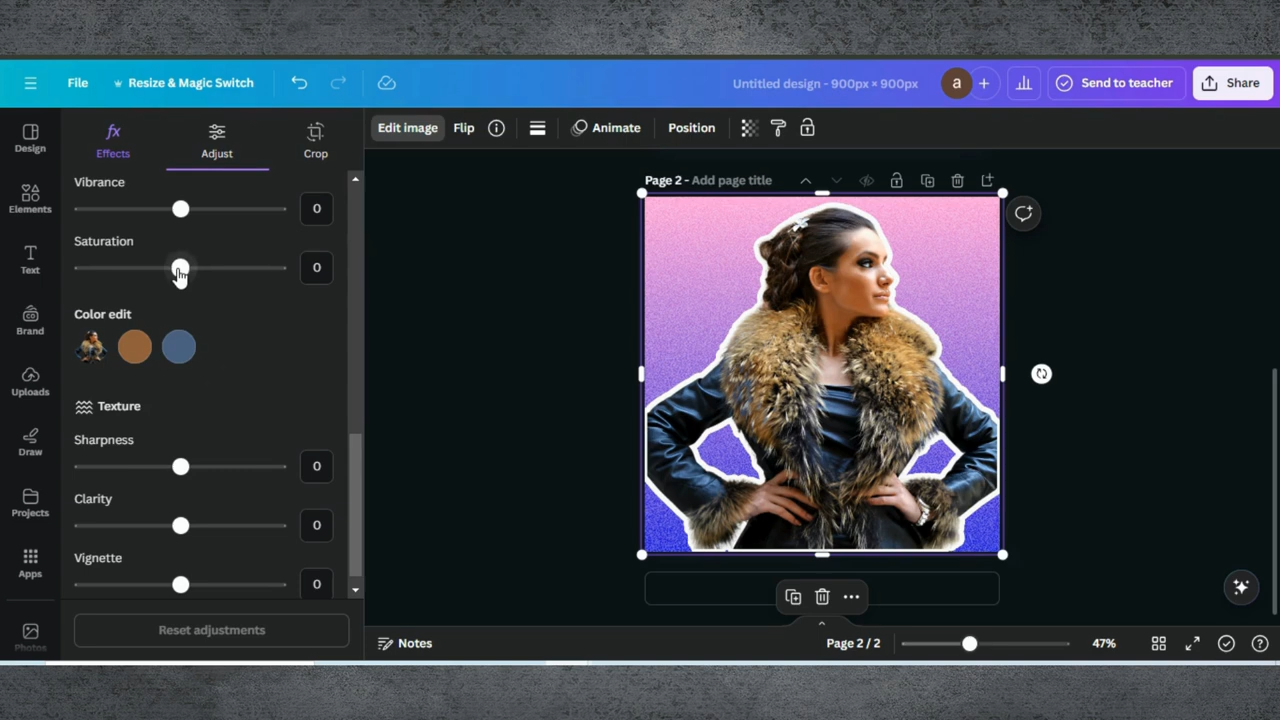 File
Resize & Magic Switch
Untitled design - 900px × 900px
a
Send to teacher
Share
Design
Elements
Text
Brand
Uploads
Draw
Projects
Apps
Photos
fx
Effects
Adjust
Crop
Edit image
Flip
Animate
Position
Vibrance
0
Saturation
0
Color edit
Texture
Sharpness
0
Clarity
0
Vignette
0
Reset adjustments
Page 2 - Add page title
Notes
Page 2 / 2
47%